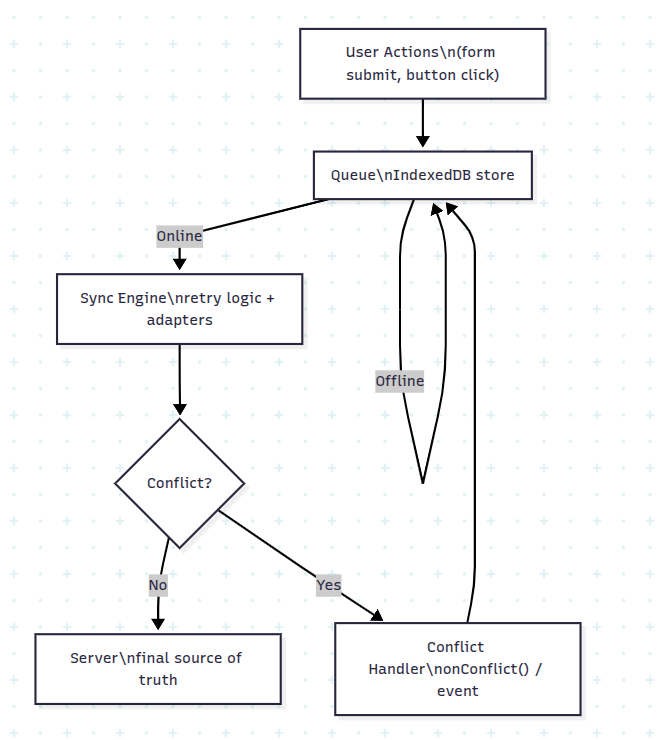 User Actions\n(form
submit, button click)
Queue\nIndexedDB store
Online
Sync Engine\nretry logic +
adapters
Offline
Conflict?
No
Yes
Server\nfinal source of
truth
Conflict
Handler\nonConflict() /
event